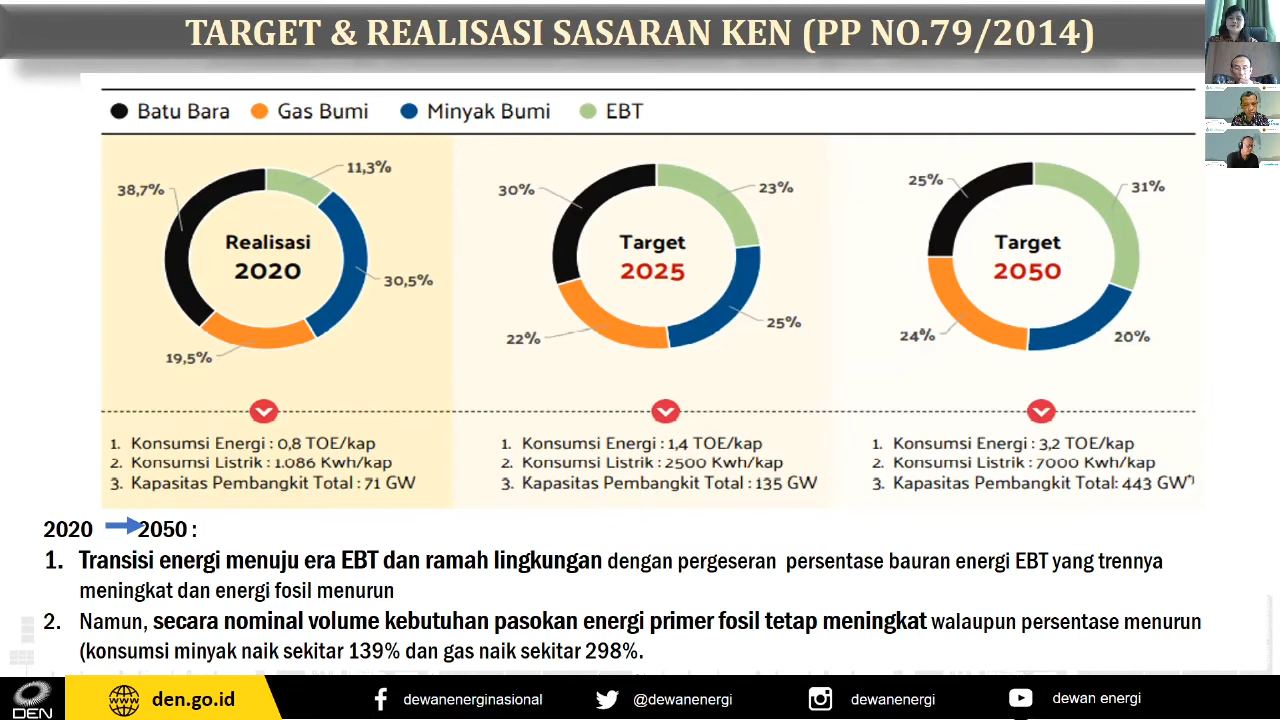 TARGET & REALISASI SASARAN KEN (PP NO.79/2014)
Batu Bara
Gas Bumi
Minyak Bumi
EBT
38,7%
11,3%
Realisasi
2020
30,5%
19,5%
30%
23%
Target
2025
25%
22%
25%
31%
Target
2050
24%
20%
1. Konsumsi Energi : 0,8 TOE/kap
2. Konsumsi Listrik : 1.086 Kwh/kap
3. Kapasitas Pembangkit Total : 71 GW
1. Konsumsi Energi : 1,4 TOE/kap
2. Konsumsi Listrik : 2500 Kwh/kap
3. Kapasitas Pembangkit Total : 135 GW
1. Konsumsi Energi : 3,2 TOE/kap
2. Konsumsi Listrik : 7000 Kwh/kap
3. Kapasitas Pembangkit Total: 443 GW*)
2020 2050 :
1. Transisi energi menuju era EBT dan ramah lingkungan dengan pergeseran persentase bauran energi EBT yang trennya
meningkat dan energi fosil menurun
2. Namun, secara nominal volume kebutuhan pasokan energi primer fosil tetap meningkat walaupun persentase menurun
(konsumsi minyak naik sekitar 139% dan gas naik sekitar 298%.
DEN
www
den.go.id
dewanenerginasional
@dewanenergi
dewanenergi
dewan energi